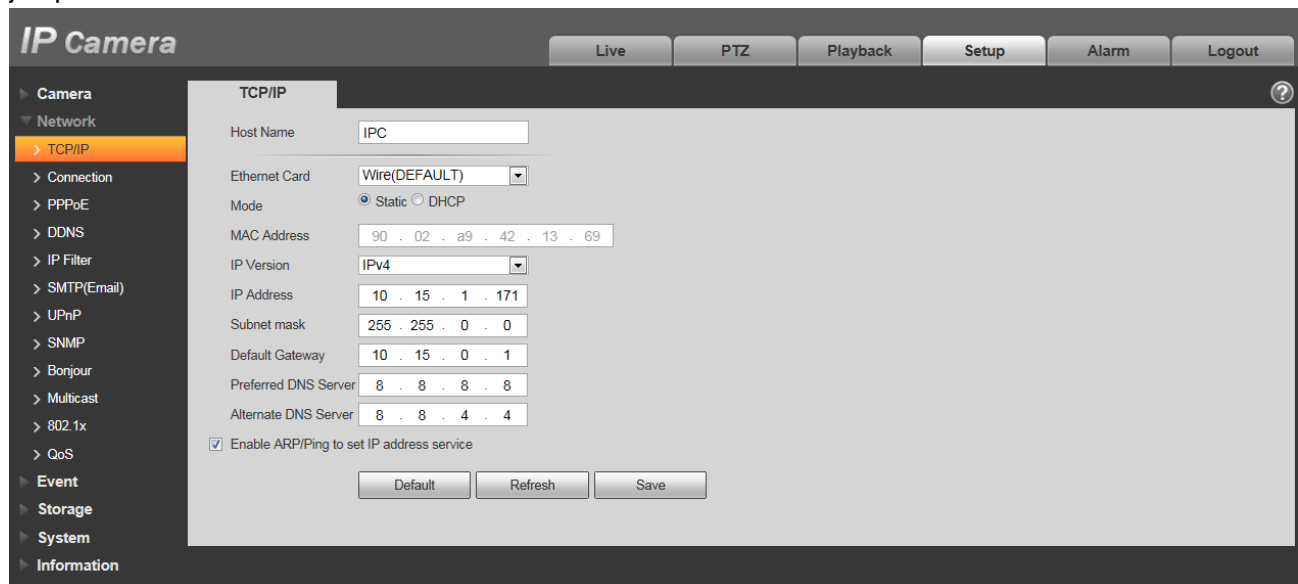 IP Camera
Live PTZ Playback Setup Alarm Logout
Camera
Network
TCP/IP
Connection
PPPoE
DDNS
IP Filter
SMTP(Email)
UPnP
SNMP
Bonjour
Multicast
802.1x
QoS
Event
Storage
System
Information
TCP/IP
?
Host Name IPC
Ethernet Card Wire(DEFAULT)
Mode Static DHCP
MAC Address 90 . 02 . a9 . 42 . 13 . 69
IP Version IPv4
IP Address 10 . 15 . 1 . 171
Subnet mask 255 . 255 . 0 . 0
Default Gateway 10 . 15 . 0 . 1
Preferred DNS Server 8 . 8 . 8 . 8
Alternate DNS Server 8 . 8 . 4 . 4
Enable ARP/Ping to set IP address service
Default Refresh Save